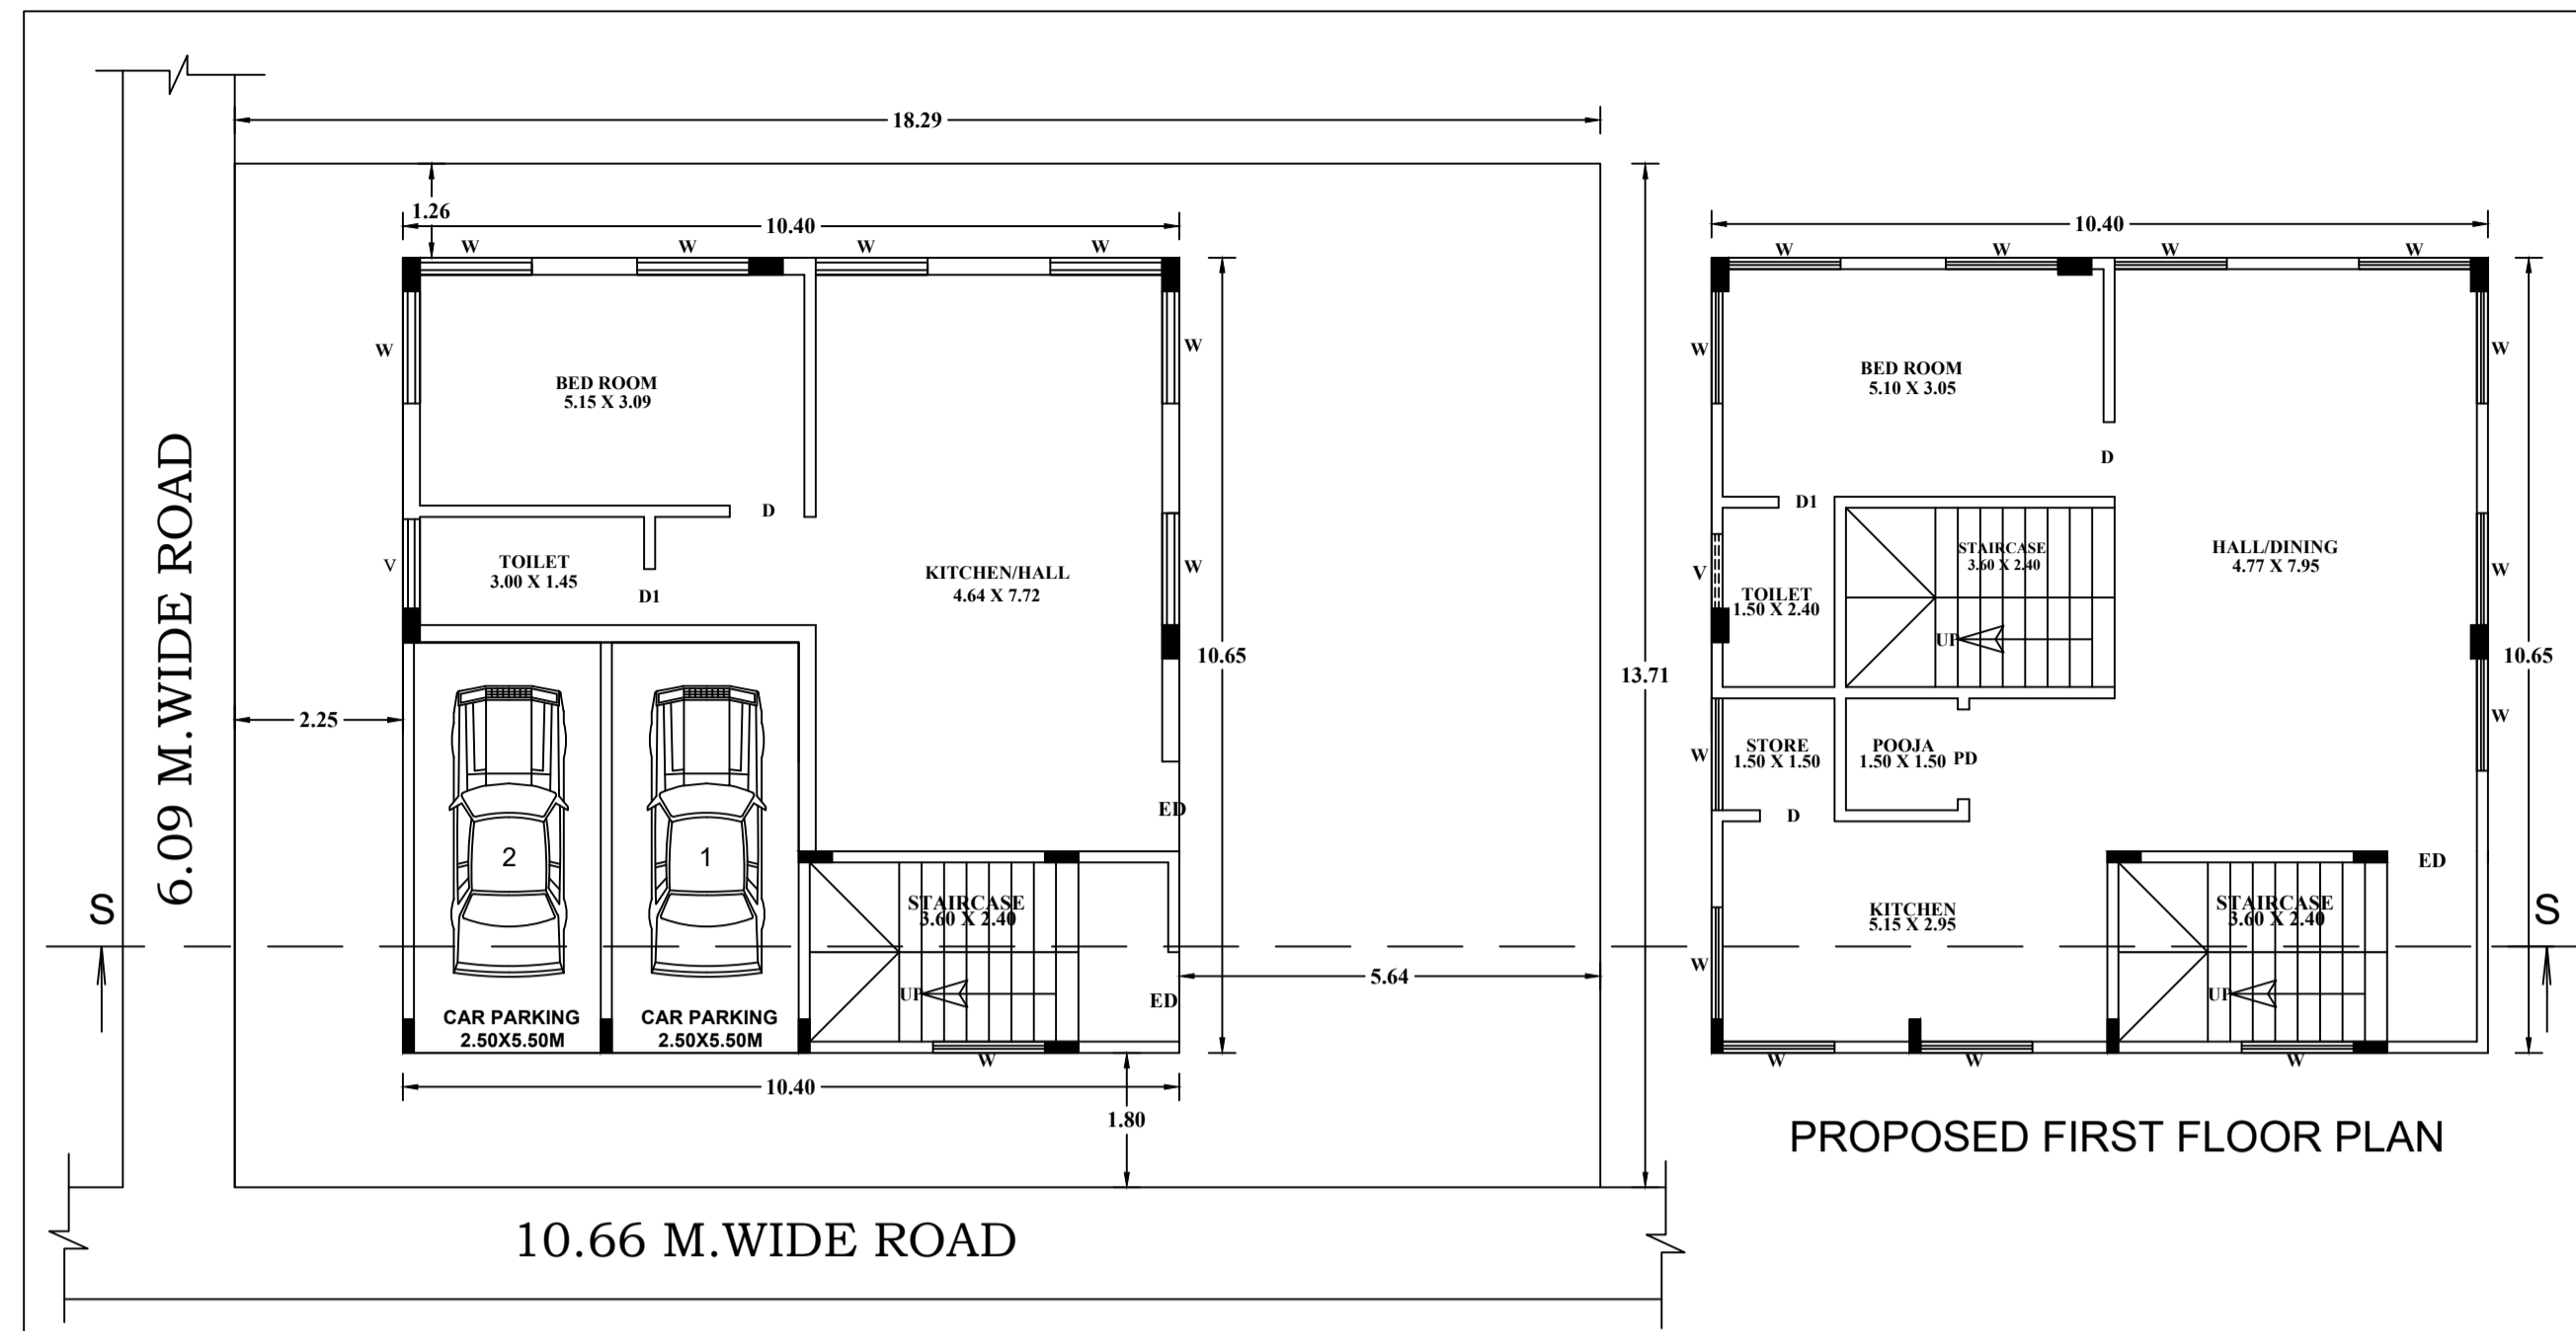 18.29
1.26
10.40
W
W
W
W
W
W
BED ROOM
5.15 X 3.09
D
TOILET
3.00 X 1.45
V
D1
KITCHEN/HALL
4.64 X 7.72
W
10.65
13.71
6.09 M.WIDE ROAD
2.25
2
1
ED
STAIRCASE
3.60 X 2.40
UP
ED
5.64
S
CAR PARKING
2.50X5.50M
CAR PARKING
2.50X5.50M
W
10.40
1.80
10.66 M.WIDE ROAD
10.40
W
W
W
W
W
W
BED ROOM
5.10 X 3.05
D
D1
STAIRCASE
3.60 X 2.40
UP
HALL/DINING
4.77 X 7.95
W
V
TOILET
1.50 X 2.40
10.65
W
W
STORE
1.50 X 1.50
POOJA
1.50 X 1.50
PD
D
ED
KITCHEN
5.15 X 2.95
STAIRCASE
3.60 X 2.40
UP
S
W
W
W
W
PROPOSED FIRST FLOOR PLAN